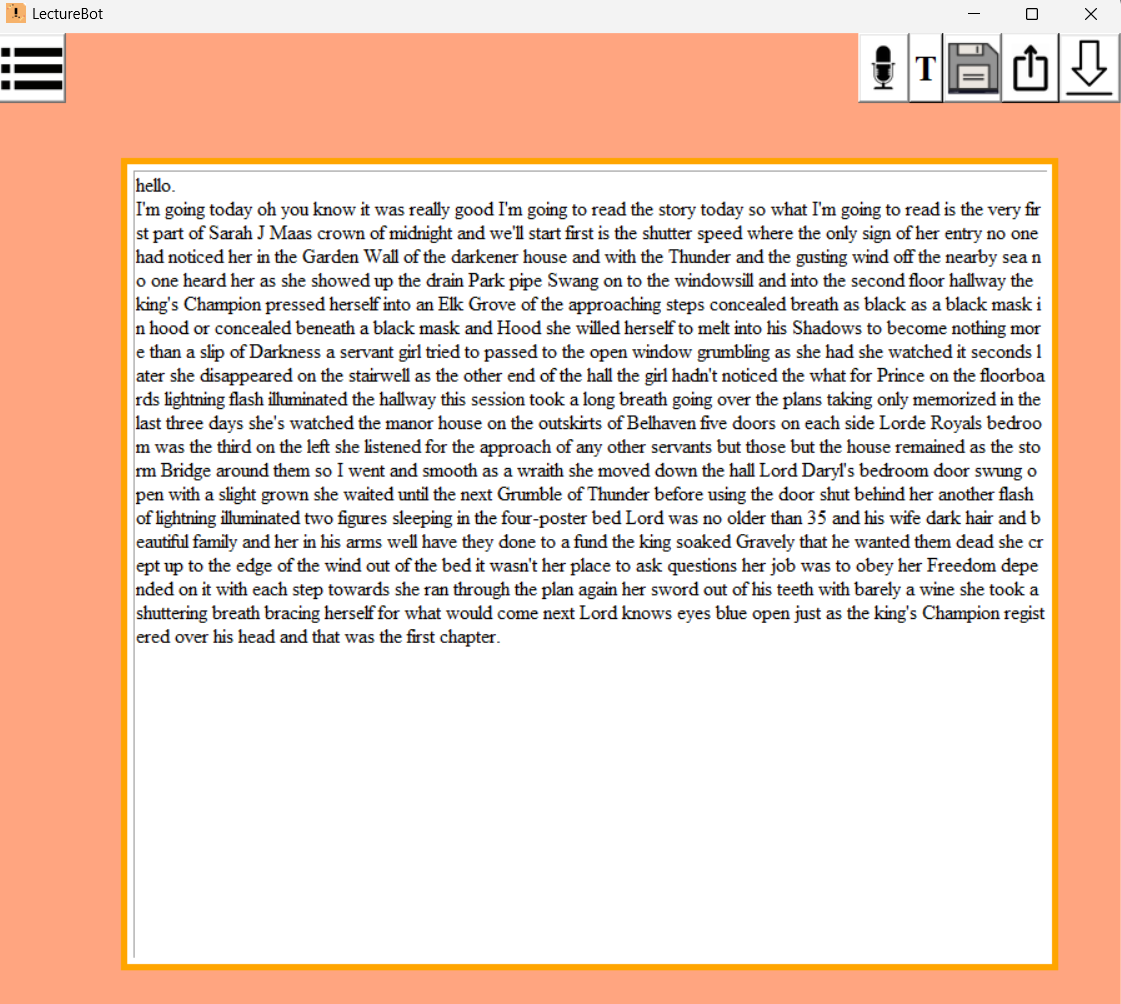 LectureBot
T
hello.
I'm going today oh you know it was really good I'm going to read the story today so what I'm going to read is the very fir
st part of Sarah J Maas crown of midnight and we'll start first is the shutter speed where the only sign of her entry no one
had noticed her in the Garden Wall of the darkener house and with the Thunder and the gusting wind off the nearby sea n
o one heard her as she showed up the drain Park pipe Swang on to the windowsill and into the second floor hallway the
king's Champion pressed herself into an Elk Grove of the approaching steps concealed breath as black as a black mask i
n hood or concealed beneath a black mask and Hood she willed herself to melt into his Shadows to become nothing mor
e than a slip of Darkness a servant girl tried to passed to the open window grumbling as she had she watched it seconds l
ater she disappeared on the stairwell as the other end of the hall the girl hadn't noticed the what for Prince on the floorboa
rds lightning flash illuminated the hallway this session took a long breath going over the plans taking only memorized in the
last three days she's watched the manor house on the outskirts of Belhaven five doors on each side Lorde Royals bedroo
m was the third on the left she listened for the approach of any other servants but those but the house remained as the sto
rm Bridge around them so I went and smooth as a wraith she moved down the hall Lord Daryl's bedroom door swung o
pen with a slight grown she waited until the next Grumble of Thunder before using the door shut behind her another flash
of lightning illuminated two figures sleeping in the four-poster bed Lord was no older than 35 and his wife dark hair and b
eautiful family and her in his arms well have they done to a fund the king soaked Gravely that he wanted them dead she cr
ept up to the edge of the wind out of the bed it wasn't her place to ask questions her job was to obey her Freedom depe
nded on it with each step towards she ran through the plan again her sword out of his teeth with barely a wine she took a
shuttering breath bracing herself for what would come next Lord knows eyes blue open just as the king's Champion regist
ered over his head and that was the first chapter.